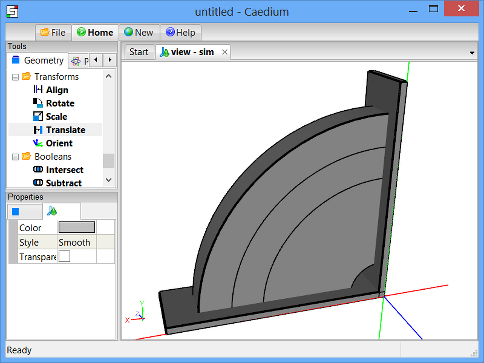 untitled - Caedium
File
Home
New
Help
Tools
Geometry
Transforms
Align
Rotate
Scale
Translate
Orient
Booleans
Intersect
Subtract
Properties
Color
Style Smooth
Transpare
Start
view - sim
Y
Z
X
Ready